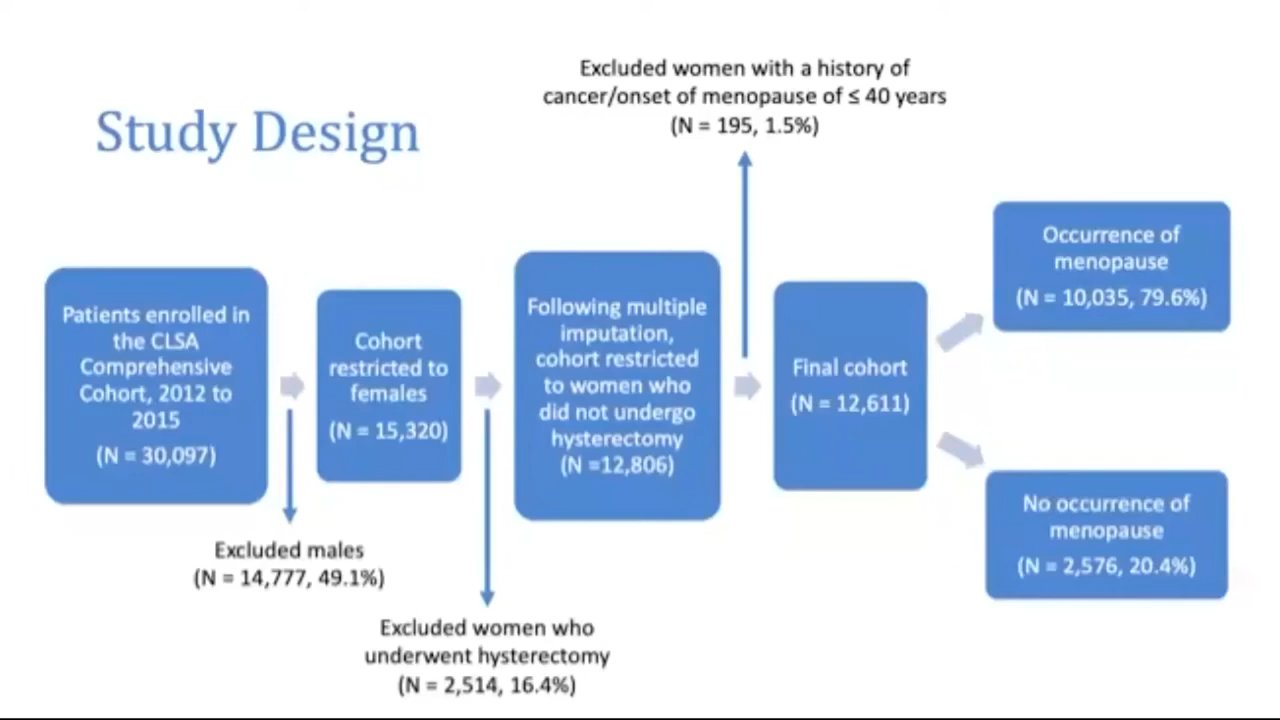 Study Design
Excluded women with a history of
cancer/onset of menopause of ≤ 40 years
(N = 195, 1.5%)
Patients enrolled in
the CLSA
Comprehensive
Cohort, 2012 to
2015
(N = 30,097)
Excluded males
(N = 14,777, 49.1%)
Cohort
restricted to
females
(N = 15,320)
Excluded women who
underwent hysterectomy
(N = 2,514, 16.4%)
Following multiple
imputation,
cohort restricted
to women who
did not undergo
hysterectomy
(N =12,806)
Final cohort
(N = 12,611)
Occurrence of
menopause
(N = 10,035, 79.6%)
No occurrence of
menopause
(N = 2,576, 20.4%)